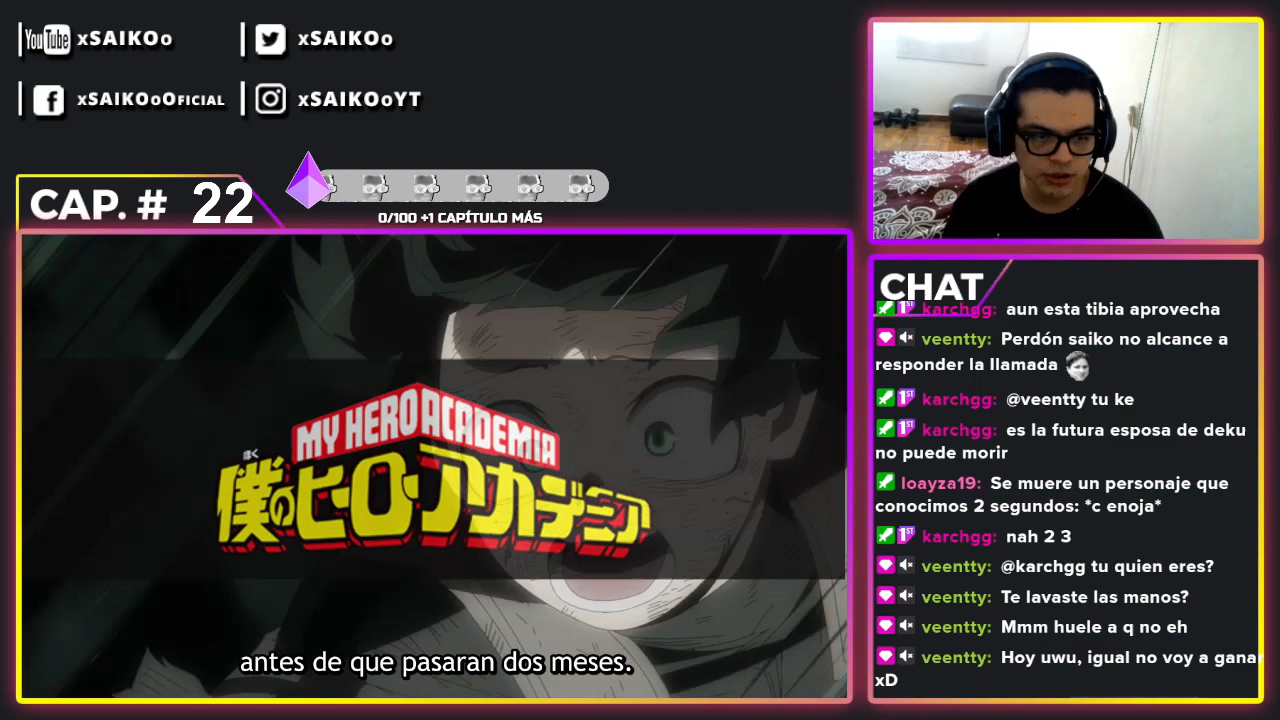 YouTube xSAIKOo
xSAIKOo
xSAIKOoOFICIAL
xSAIKOoYT
CAP. # 22
0/100 +1 CAPÍTULO MÁS
MY HERO ACADEMIA
ぼく
僕のヒーローアカデミア
antes de que pasaran dos meses.
CHAT
karchgg: aun esta tibia aprovecha
veentty: Perdón saiko no alcance a
responder la llamada
karchgg: @veentty tu ke
karchgg: es la futura esposa de deku
no puede morir
loayza19: Se muere un personaje que
conocimos 2 segundos: *c enoja*
karchgg: nah 2 3
veentty: @karchgg tu quien eres?
veentty: Te lavaste las manos?
veentty: Mmm huele a q no eh
veentty: Hoy uwu, igual no voy a ganar
xD